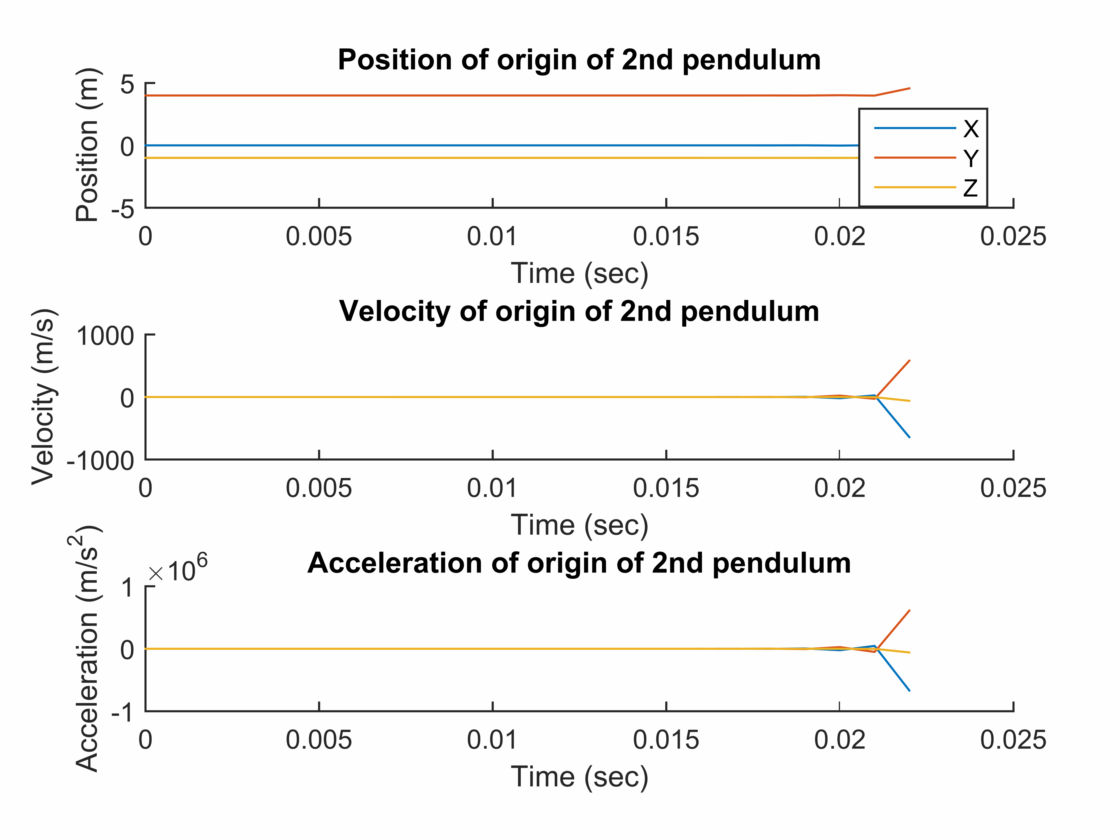 Position of origin of 2nd pendulum
Position (m)
5
0
-5
X
Y
Z
0 0.005 0.01 0.015 0.02 0.025
Time (sec)
Velocity of origin of 2nd pendulum
Velocity (m/s)
1000
0
-1000
0 0.005 0.01 0.015 0.02 0.025
Time (sec)
Acceleration of origin of 2nd pendulum
Acceleration (m/s²)
×10⁶
1
0
-1
0 0.005 0.01 0.015 0.02 0.025
Time (sec)